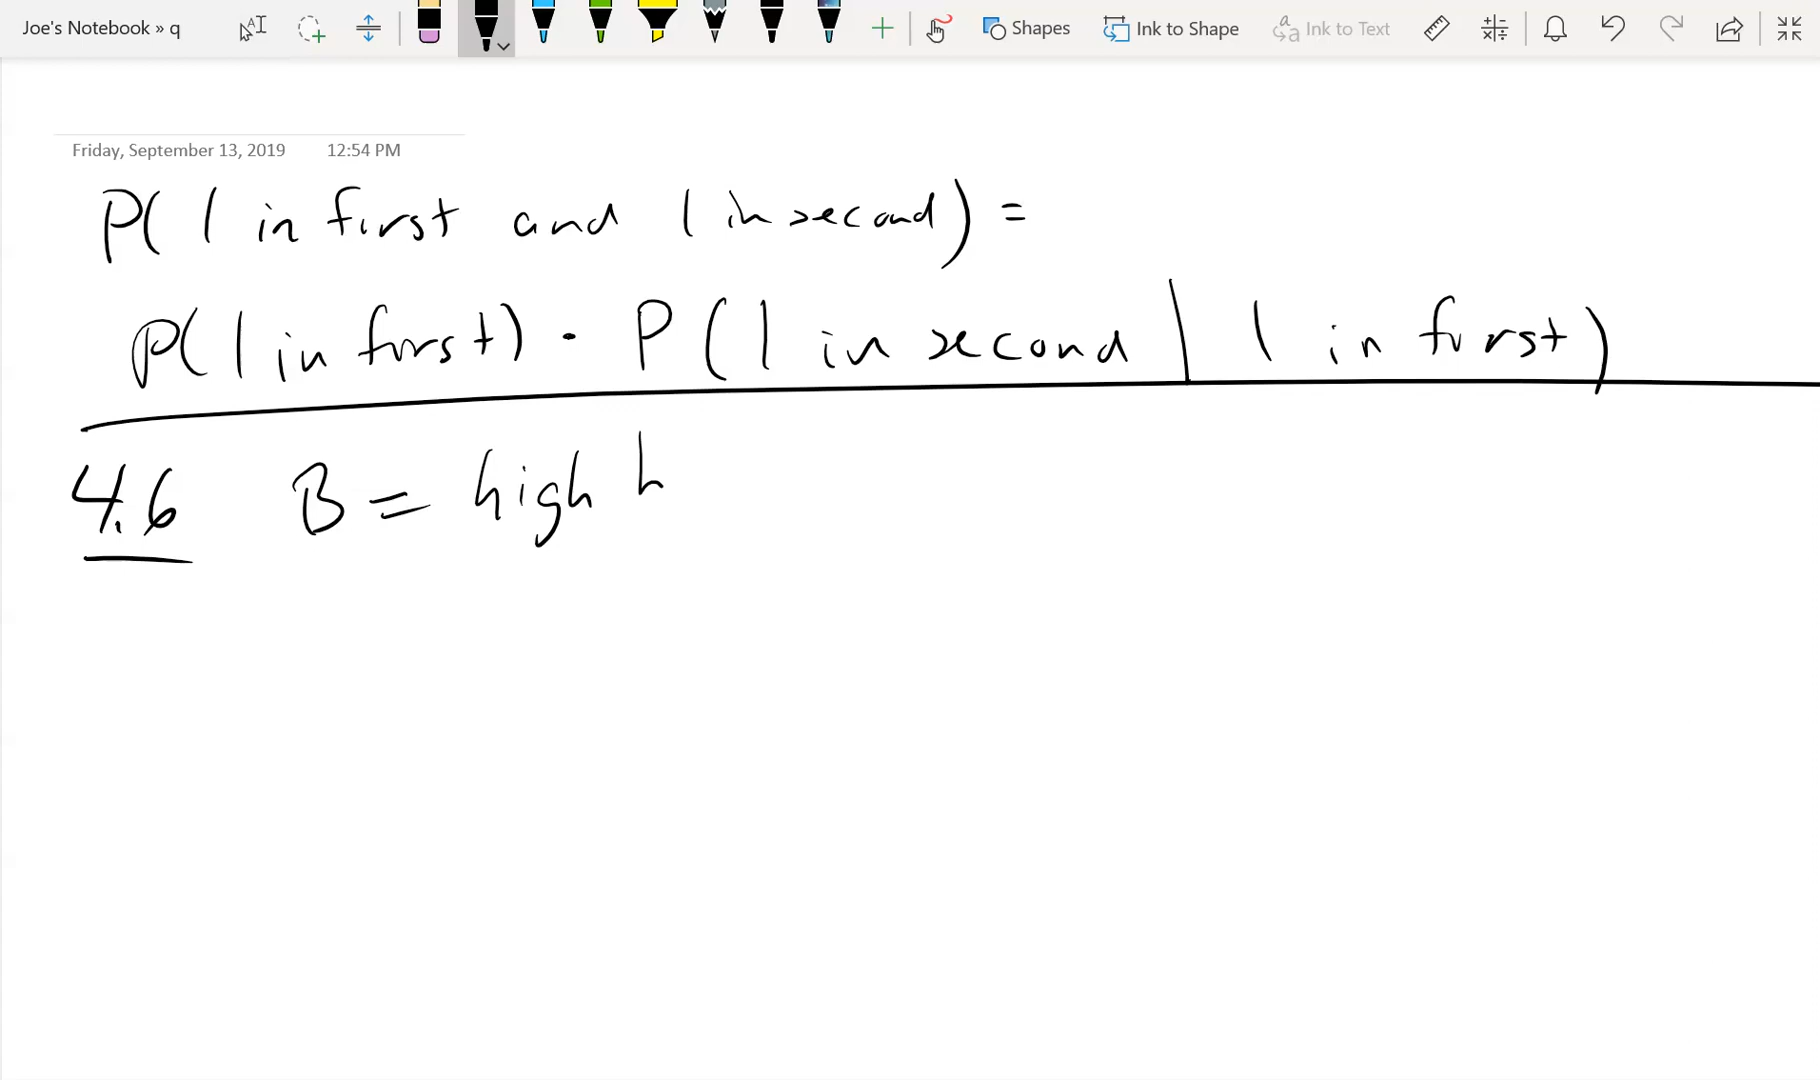 Joe's Notebook » q
Shapes
Ink to Shape
Ink to Text
Friday, September 13, 2019 12:54 PM
P( 1 in first and 1 in second) =
P(1 in first) · P(1 in second | 1 in first)
4.6 B = high h